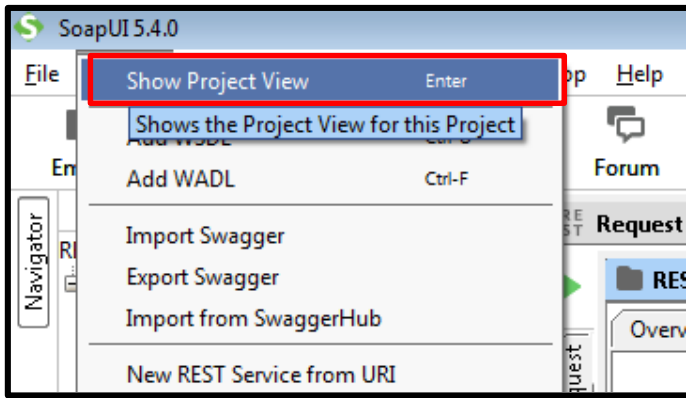 SoapUI 5.4.0
File
Help
Show Project View Enter
Shows the Project View for this Project
Add WADL Ctrl-F
Forum
Navigator
Import Swagger
Export Swagger
Import from SwaggerHub
New REST Service from URI
REST Request